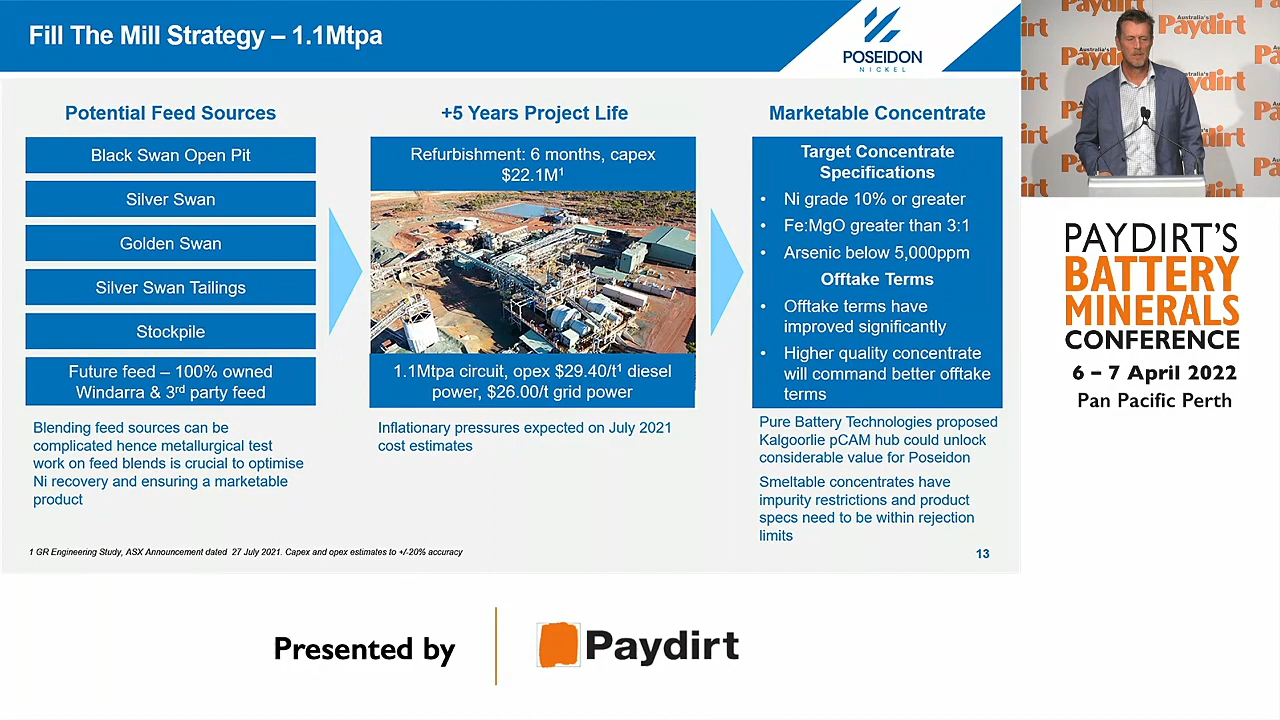 Fill The Mill Strategy – 1.1Mtpa
POSEIDON
NICKEL
Potential Feed Sources
Black Swan Open Pit
Silver Swan
Golden Swan
Silver Swan Tailings
Stockpile
Future feed – 100% owned
Windarra & 3rd party feed
Blending feed sources can be
complicated hence metallurgical test
work on feed blends is crucial to optimise
Ni recovery and ensuring a marketable
product
+5 Years Project Life
Refurbishment: 6 months, capex
$22.1M¹
1.1Mtpa circuit, opex $29.40/t¹ diesel
power, $26.00/t grid power
Inflationary pressures expected on July 2021
cost estimates
Marketable Concentrate
Target Concentrate
Specifications
• Ni grade 10% or greater
• Fe:MgO greater than 3:1
• Arsenic below 5,000ppm
Offtake Terms
• Offtake terms have
improved significantly
• Higher quality concentrate
will command better offtake
terms
Pure Battery Technologies proposed
Kalgoorlie pCAM hub could unlock
considerable value for Poseidon
Smeltable concentrates have
impurity restrictions and product
specs need to be within rejection
limits
1 GR Engineering Study, ASX Announcement dated 27 July 2021. Capex and opex estimates to +/-20% accuracy
13
Australia's
Paydirt
PAYDIRT'S
BATTERY
MINERALS
CONFERENCE
6 – 7 April 2022
Pan Pacific Perth
Presented by
Paydirt